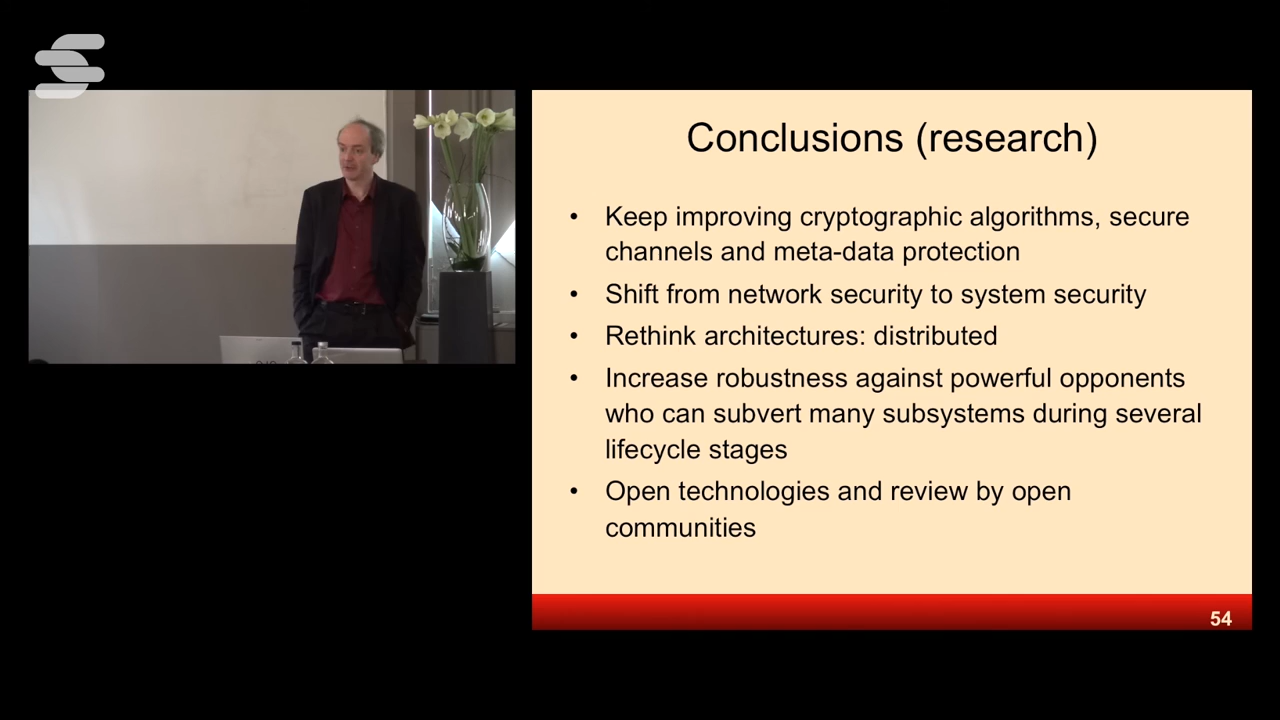 Conclusions (research)
• Keep improving cryptographic algorithms, secure
channels and meta-data protection
• Shift from network security to system security
• Rethink architectures: distributed
• Increase robustness against powerful opponents
who can subvert many subsystems during several
lifecycle stages
• Open technologies and review by open
communities
54